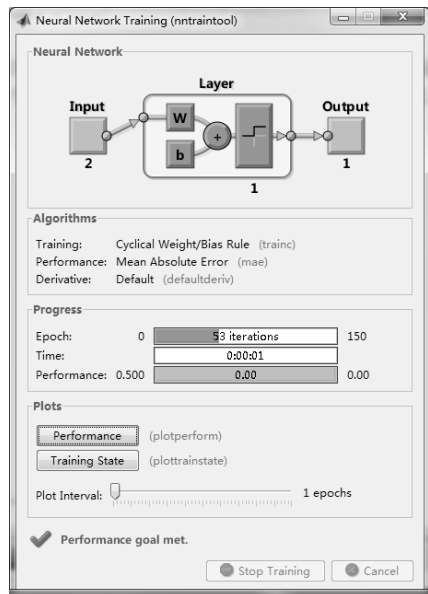 Neural Network Training (nntraintool)
Neural Network
Layer
Input
Output
W
b
+
2
1
1
Algorithms
Training: Cyclical Weight/Bias Rule (trainc)
Performance: Mean Absolute Error (mae)
Derivative: Default (defaultderiv)
Progress
Epoch: 0 53 iterations 150
Time: 0:00:01
Performance: 0.500 0.00 0.00
Plots
Performance (plotperform)
Training State (plottrainstate)
Plot Interval: 1 epochs
Performance goal met.
Stop Training Cancel